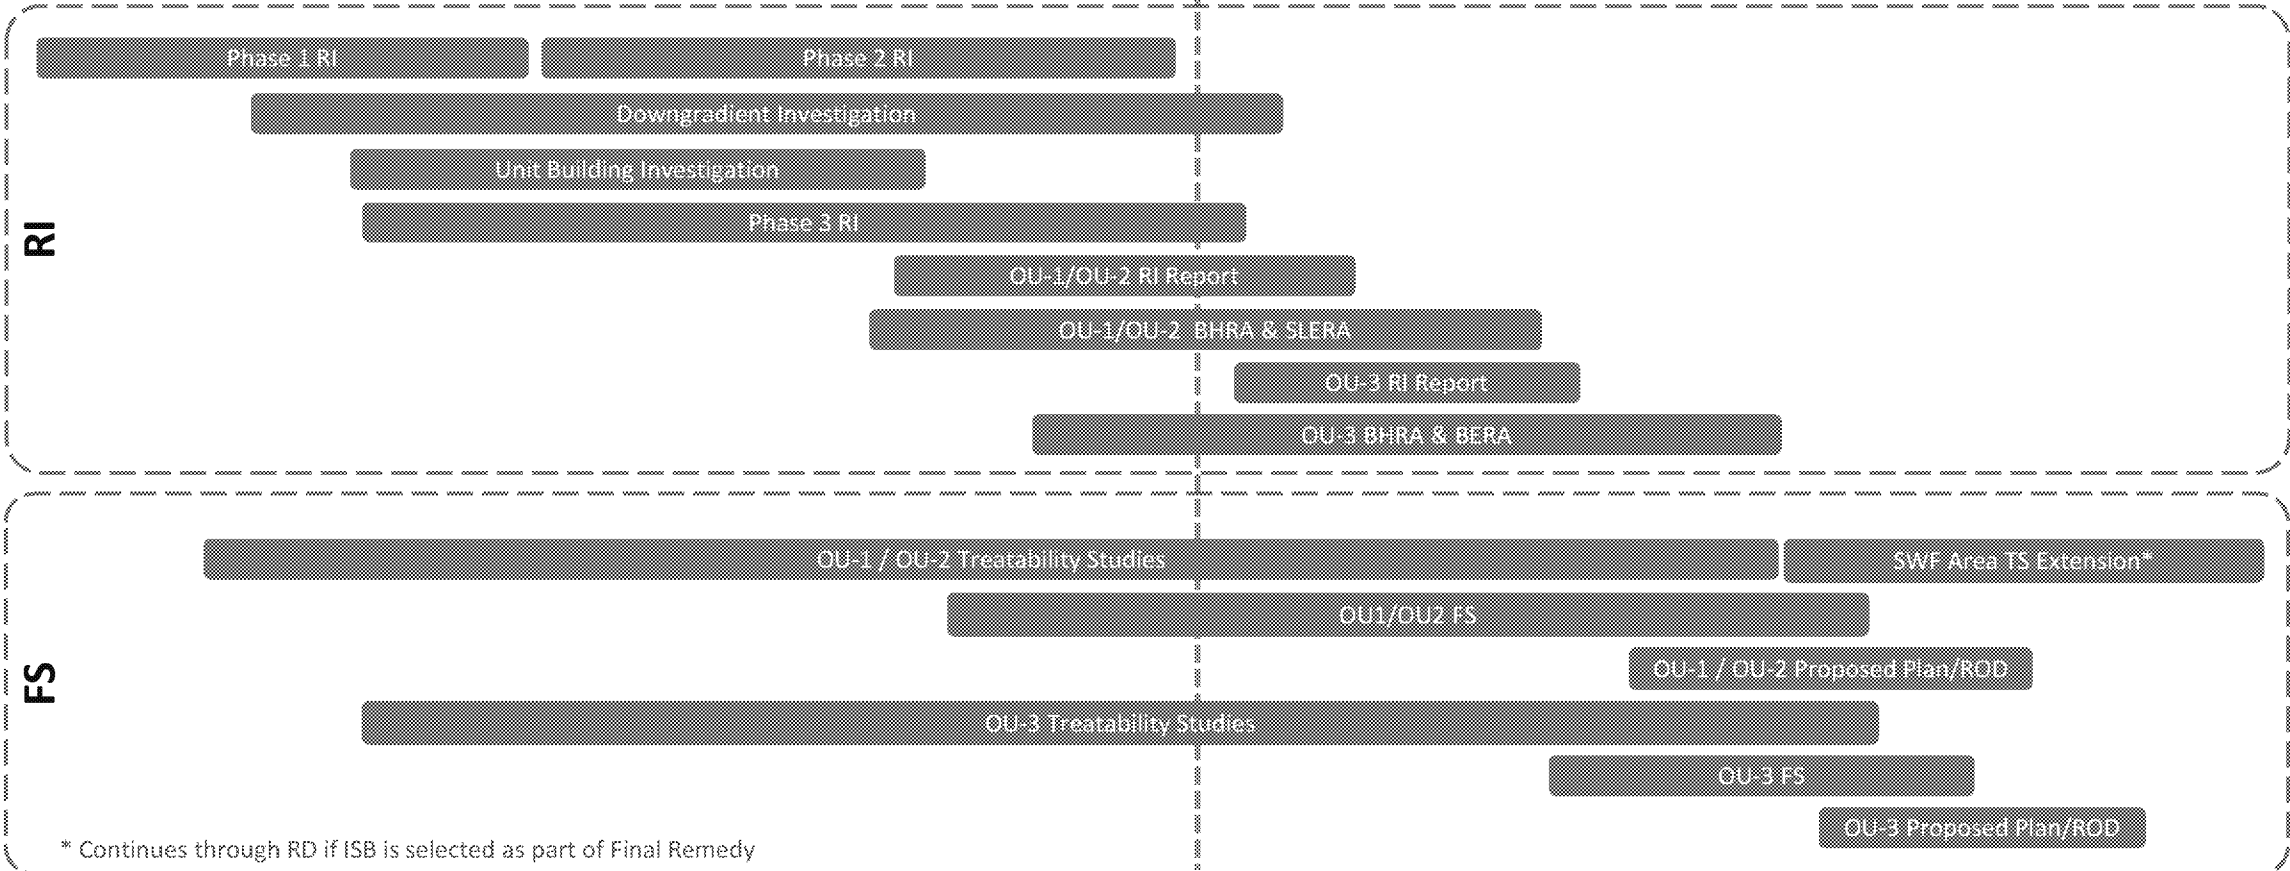 Phase 1 RI
Phase 2 RI
Downgradient Investigation
Unit Building Investigation
Phase 3 RI
RI
OU-1/OU-2 RI Report
OU-1/OU-2 BHRA & SLERA
OU-3 RI Report
OU-3 BHRA & BERA
OU-1 / OU-2 Treatability Studies
SWF Area TS Extension*
OU1/OU2 FS
OU-1 / OU-2 Proposed Plan/ROD
FS
OU-3 Treatability Studies
OU-3 FS
OU-3 Proposed Plan/ROD
* Continues through RD if ISB is selected as part of Final Remedy